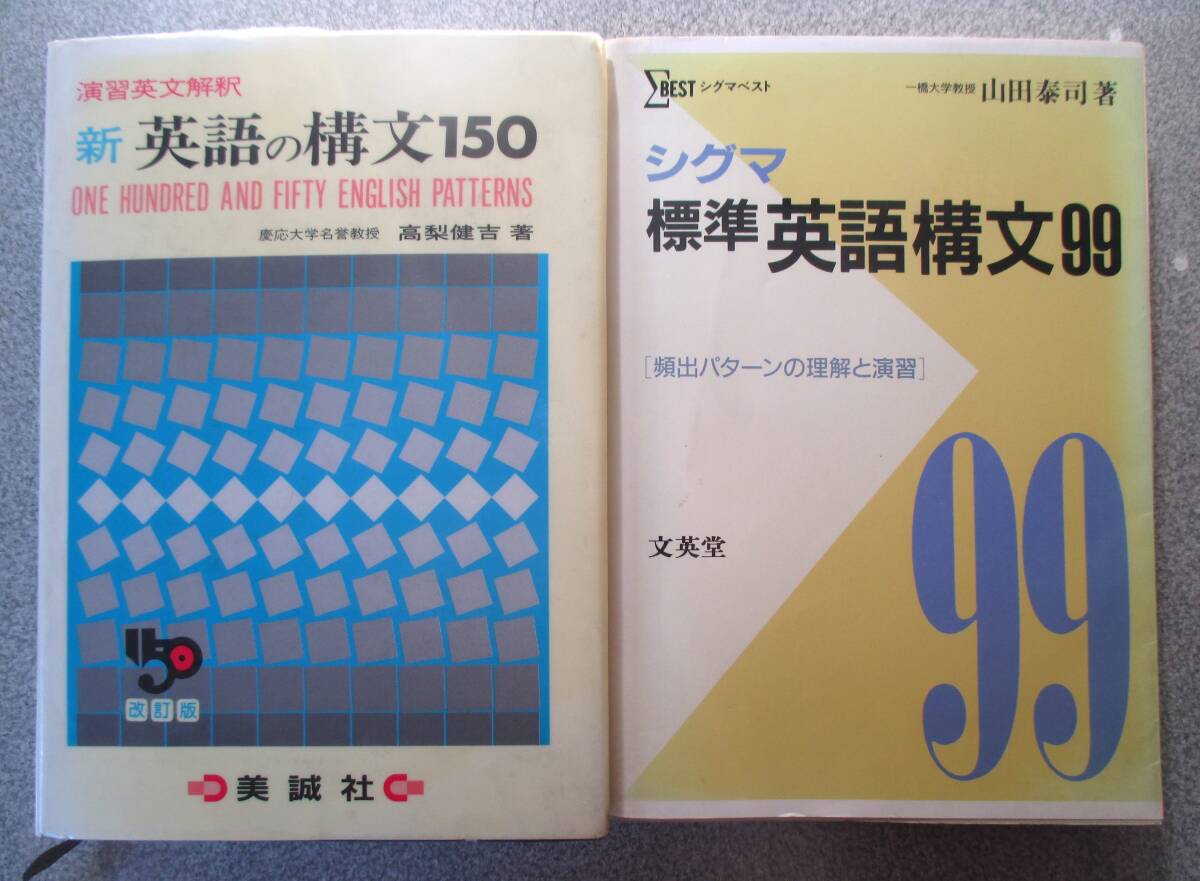 演習英文解釈
新 英語の構文150
ONE HUNDRED AND FIFTY ENGLISH PATTERNS
慶応大学名誉教授 高梨健吉 著
150
改訂版
美誠社
ΣBEST シグマベスト
一橋大学教授 山田泰司著
シグマ
標準 英語構文99
[頻出パターンの理解と演習]
文英堂
99